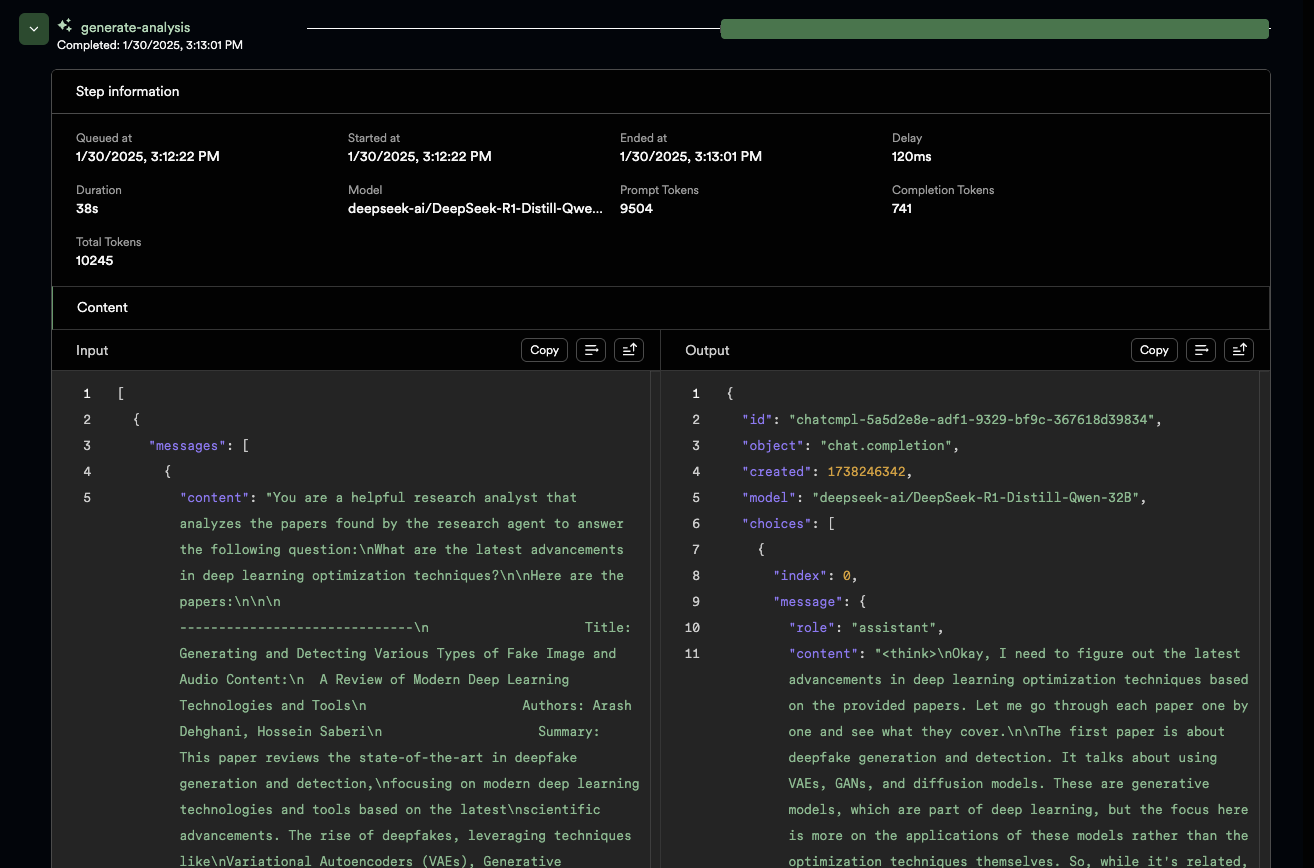 generate-analysis
Completed: 1/30/2025, 3:13:01 PM
Step information
Queued at
1/30/2025, 3:12:22 PM
Started at
1/30/2025, 3:12:22 PM
Ended at
1/30/2025, 3:13:01 PM
Delay
120ms
Duration
38s
Model
deepseek-ai/DeepSeek-R1-Distill-Qwe...
Prompt Tokens
9504
Completion Tokens
741
Total Tokens
10245
Content
Input
Copy
1 [
2 {
3 "messages": [
4 {
5 "content": "You are a helpful research analyst that
analyzes the papers found by the research agent to answer
the following question:\nWhat are the latest advancements
in deep learning optimization techniques?\n\nHere are the
papers:\n\n\n
------------------------------\n Title:
Generating and Detecting Various Types of Fake Image and
Audio Content:\n A Review of Modern Deep Learning
Technologies and Tools\n Authors: Arash
Dehghani, Hossein Saberi\n Summary:
This paper reviews the state-of-the-art in deepfake
generation and detection,\nfocusing on modern deep learning
technologies and tools based on the latest\nscientific
advancements. The rise of deepfakes, leveraging techniques
like\nVariational Autoencoders (VAEs), Generative
Output
Copy
1 {
2 "id": "chatcmpl-5a5d2e8e-adf1-9329-bf9c-367618d39834",
3 "object": "chat.completion",
4 "created": 1738246342,
5 "model": "deepseek-ai/DeepSeek-R1-Distill-Qwen-32B",
6 "choices": [
7 {
8 "index": 0,
9 "message": {
10 "role": "assistant",
11 "content": "<think>\nOkay, I need to figure out the latest
advancements in deep learning optimization techniques based
on the provided papers. Let me go through each paper one by
one and see what they cover.\n\nThe first paper is about
deepfake generation and detection. It talks about using
VAEs, GANs, and diffusion models. These are generative
models, which are part of deep learning, but the focus here
is more on the applications of these models rather than the
optimization techniques themselves. So, while it's related,